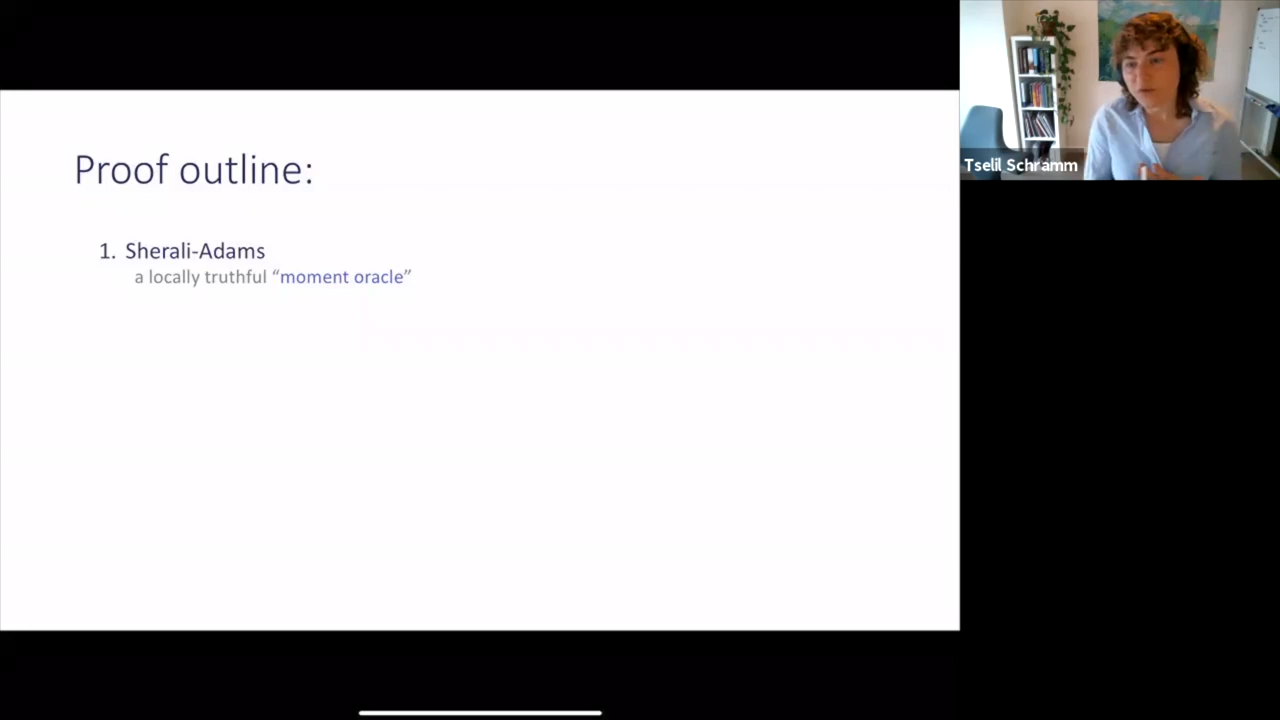 Proof outline:
1. Sherali-Adams
a locally truthful “moment oracle”
Tselil Schramm